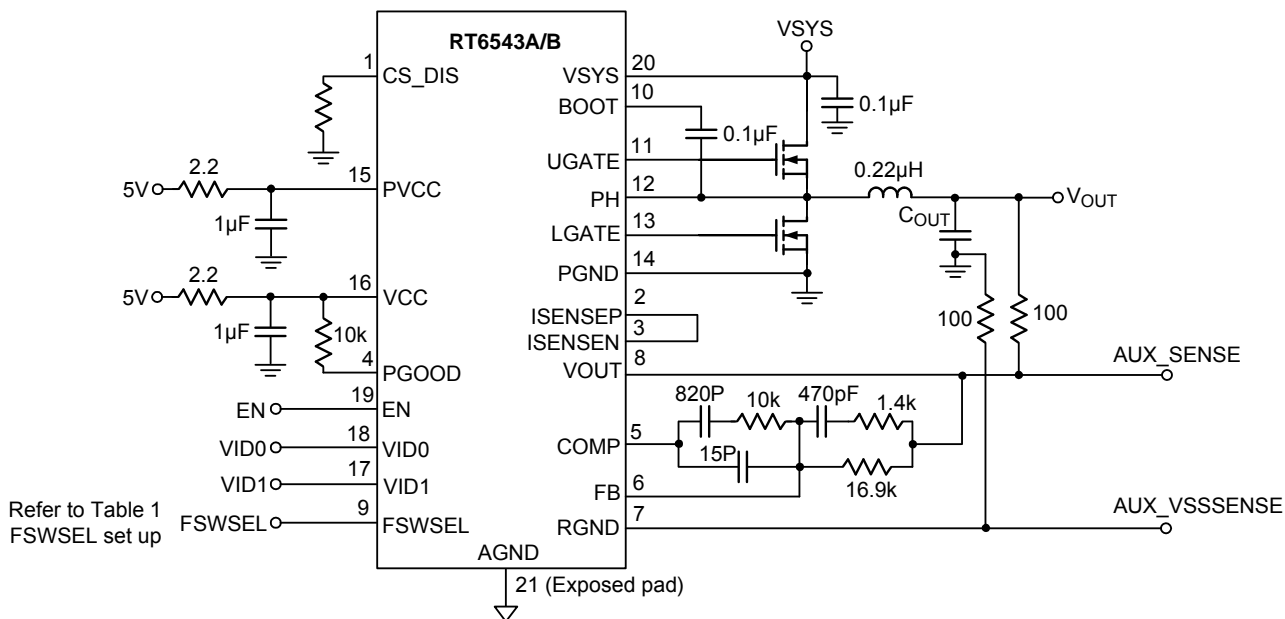 RT6543A/B
VSYS
1
CS_DIS
VSYS
20
0.1µF
BOOT
10
0.1µF
UGATE
11
2.2
5V
15
PVCC
1µF
PH
12
0.22µH
VOUT
COUT
LGATE
13
PGND
14
2.2
5V
16
VCC
1µF
10k
ISENSEP
2
ISENSEN
3
100
100
4
PGOOD
VOUT
8
AUX_SENSE
EN
19
EN
820P
10k
470pF
1.4k
VID0
18
VID0
COMP
5
15P
16.9k
VID1
17
VID1
FB
6
Refer to Table 1
FSWSEL set up
FSWSEL
9
FSWSEL
RGND
7
AUX_VSSSENSE
AGND
21 (Exposed pad)